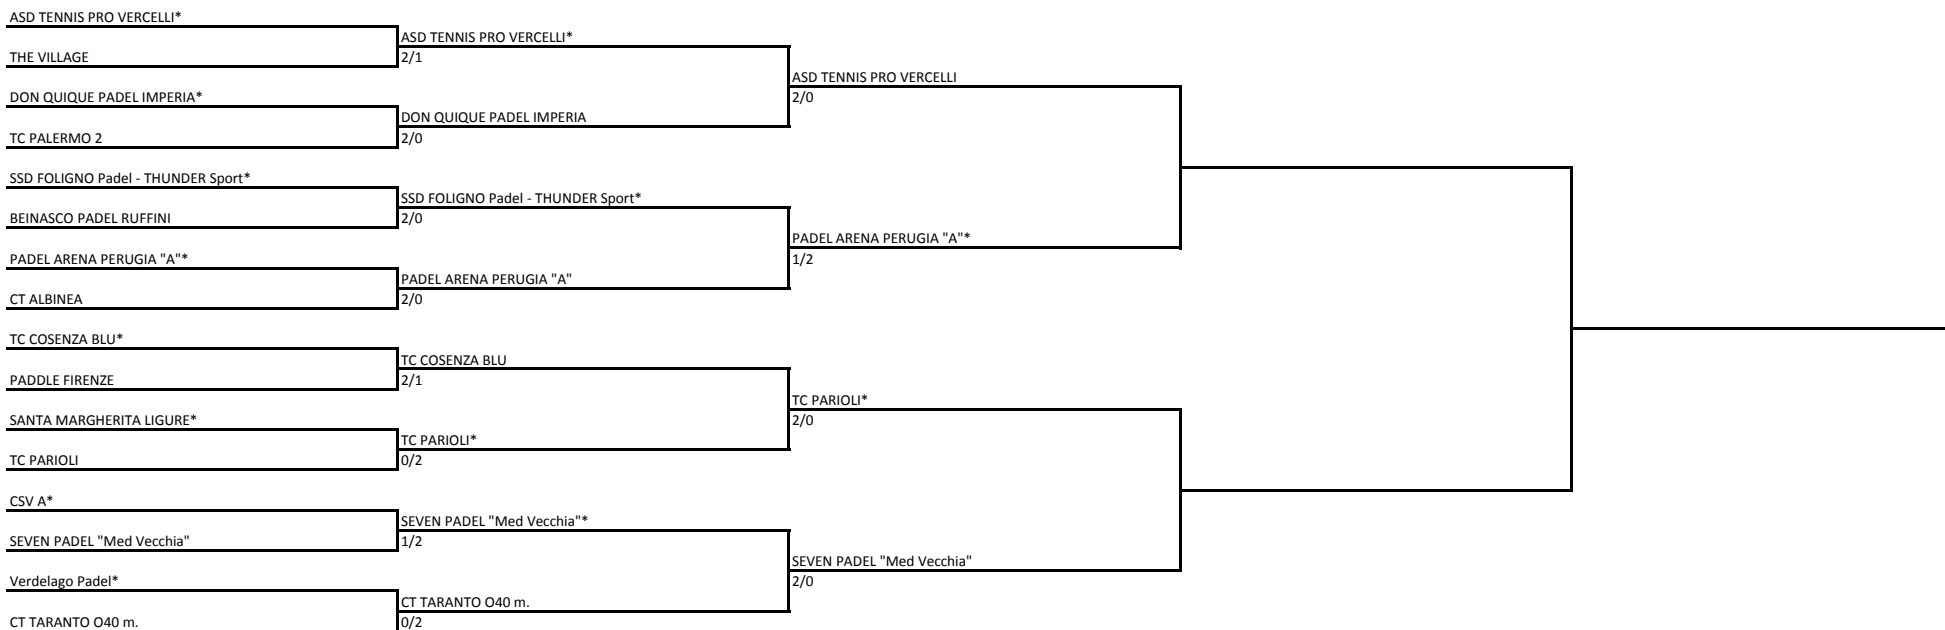 ASD TENNIS PRO VERCELLI*
ASD TENNIS PRO VERCELLI*
THE VILLAGE
2/1
ASD TENNIS PRO VERCELLI
DON QUIQUE PADEL IMPERIA*
2/0
DON QUIQUE PADEL IMPERIA
TC PALERMO 2
2/0
SSD FOLIGNO Padel - THUNDER Sport*
SSD FOLIGNO Padel - THUNDER Sport*
BEINASCO PADEL RUFFINI
2/0
PADEL ARENA PERUGIA "A"*
PADEL ARENA PERUGIA "A"*
1/2
PADEL ARENA PERUGIA "A"
CT ALBINEA
2/0
TC COSENZA BLU*
TC COSENZA BLU
PADDLE FIRENZE
2/1
TC PARIOLI*
SANTA MARGHERITA LIGURE*
2/0
TC PARIOLI*
TC PARIOLI
0/2
CSV A*
SEVEN PADEL "Med Vecchia"*
SEVEN PADEL "Med Vecchia"
1/2
SEVEN PADEL "Med Vecchia"
Verdelago Padel*
2/0
CT TARANTO O40 m.
CT TARANTO O40 m.
0/2